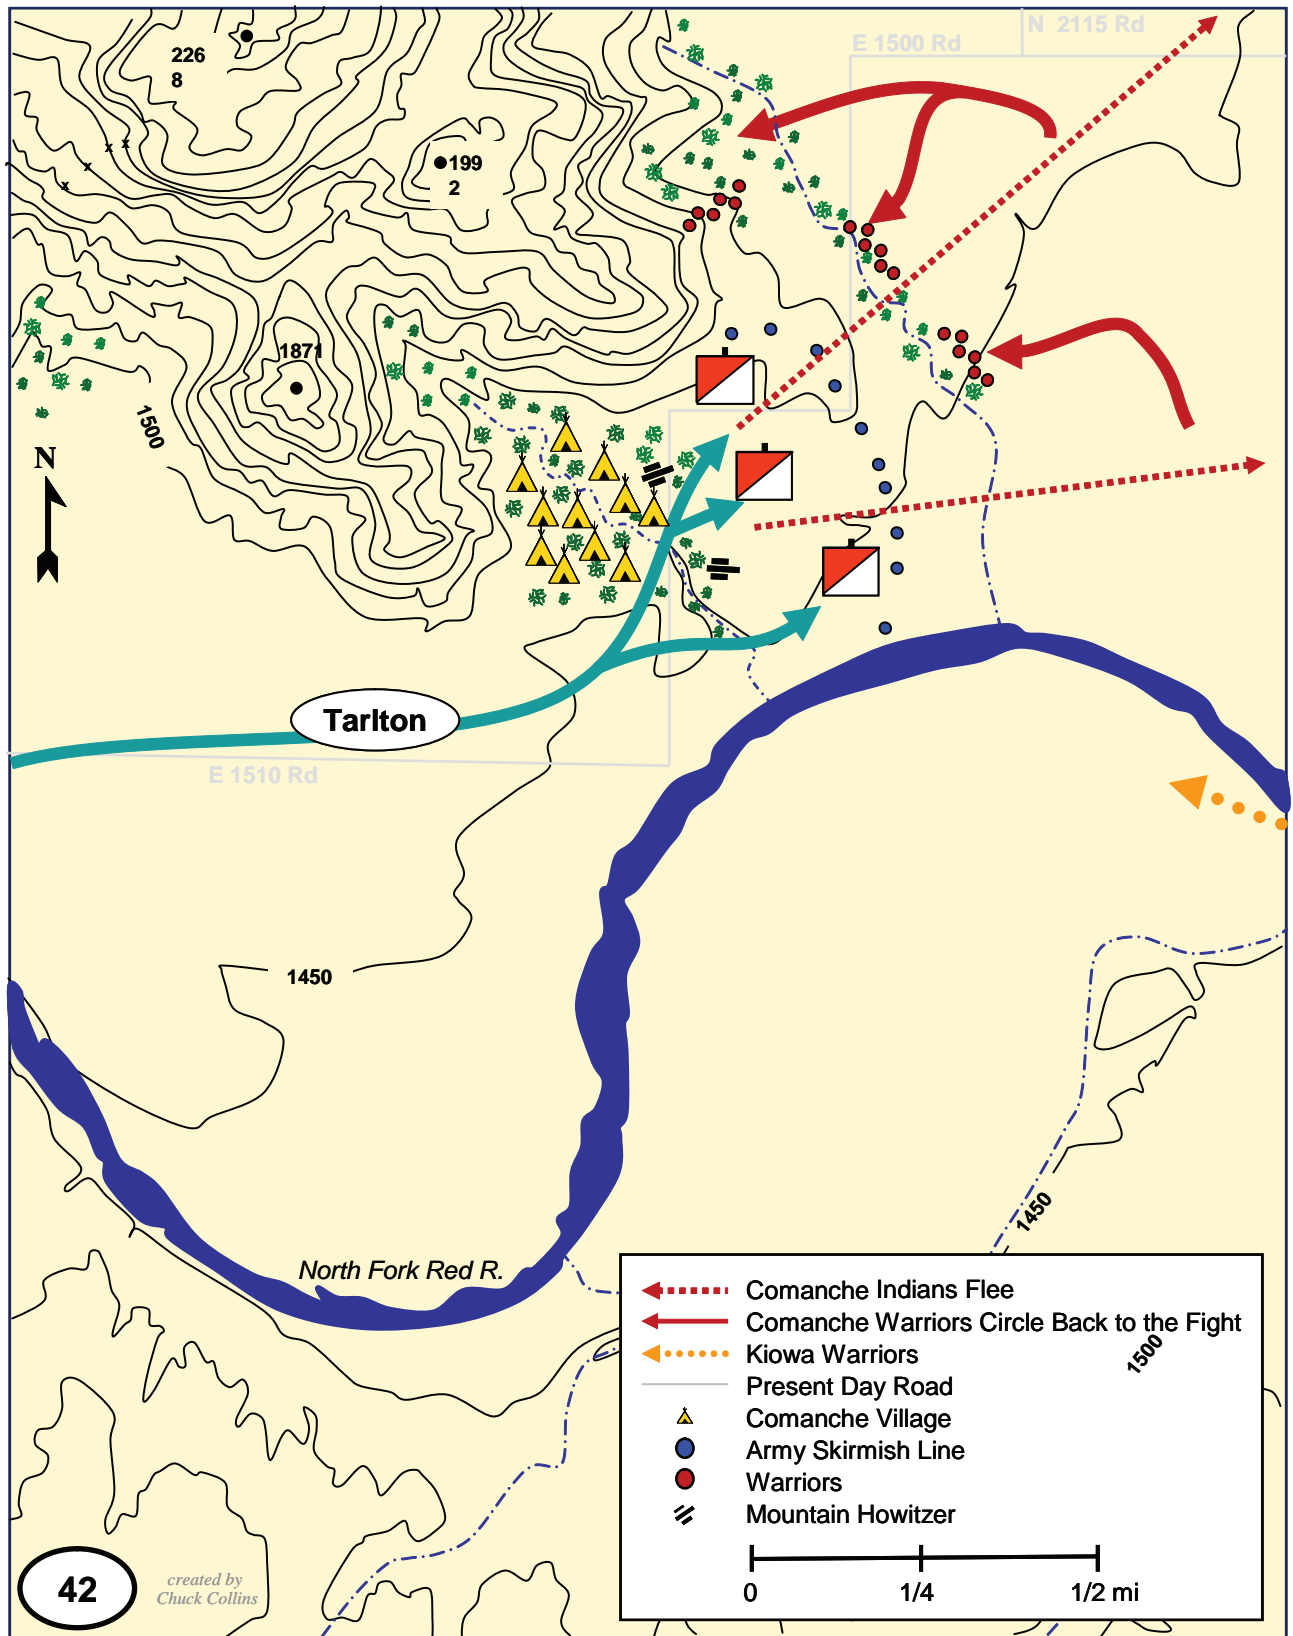 N 2115 Rd
E 1500 Rd
226
8
199
2
1871
1500
N
Tarlton
E 1510 Rd
1450
1450
North Fork Red R.
Comanche Indians Flee
Comanche Warriors Circle Back to the Fight
Kiowa Warriors
1500
Present Day Road
Comanche Village
Army Skirmish Line
Warriors
Mountain Howitzer
0 1/4 1/2 mi
42
created by
Chuck Collins